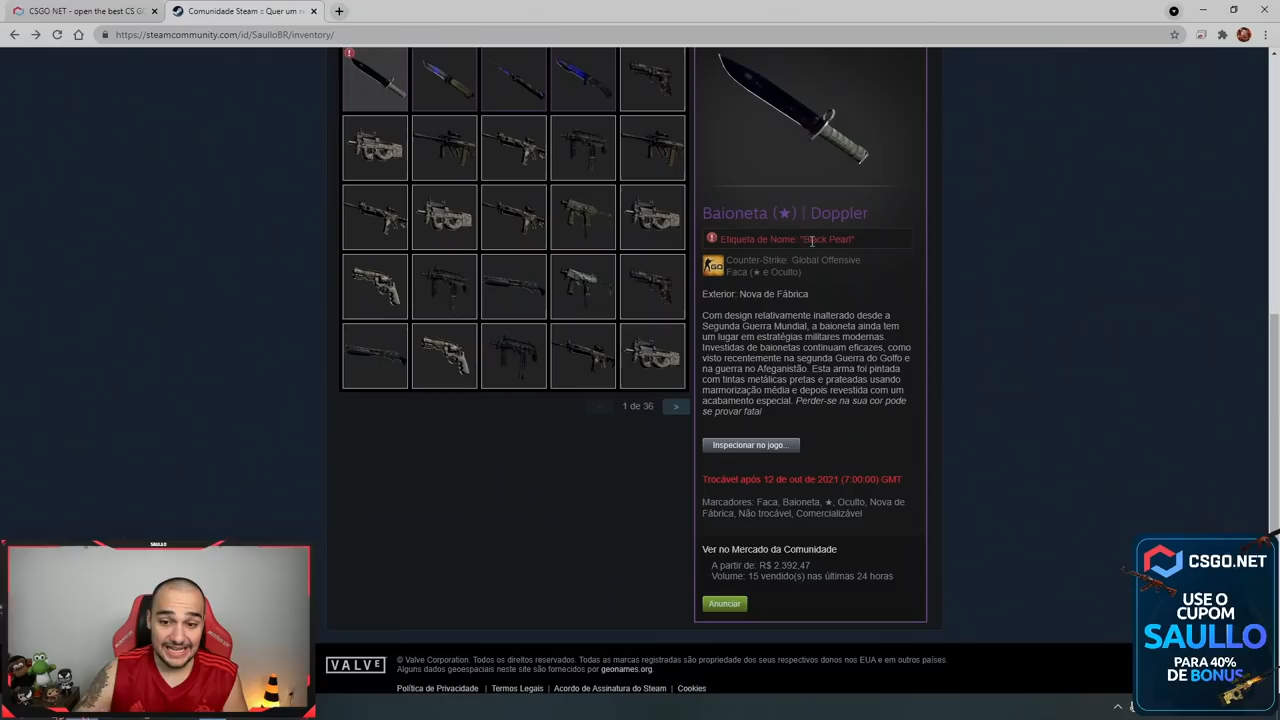 CSGO.NET - open the best CS G
Comunidade Steam :: Quer um re
https://steamcommunity.com/id/SaulloBR/inventory/
Baioneta (★) | Doppler
Etiqueta de Nome: "Black Pearl"
Counter-Strike: Global Offensive
Faca (★ e Oculto)
Exterior: Nova de Fábrica
Com design relativamente inalterado desde a
Segunda Guerra Mundial, a baioneta ainda tem
um lugar em estratégias militares modernas.
Investidas de baionetas continuam eficazes, como
visto recentemente na segunda Guerra do Golfo e
na guerra no Afeganistão. Esta arma foi pintada
com tintas metálicas pretas e prateadas usando
marmorização média e depois revestida com um
acabamento especial. Perder-se na sua cor pode
se provar fatal
1 de 36 >
Inspecionar no jogo...
Trocável após 12 de out de 2021 (7:00:00) GMT
Marcadores: Faca, Baioneta, ★, Oculto, Nova de
Fábrica, Não trocável, Comercializável
Ver no Mercado da Comunidade
A partir de: R$ 2.392,47
Volume: 15 vendido(s) nas últimas 24 horas
Anunciar
SAULLO
CSGO.NET
USE O
CUPOM
SAULLO
PARA 40%
DE BONUS
VALVE
© Valve Corporation. Todos os direitos reservados. Todas as marcas registradas são propriedade dos seus respectivos donos nos EUA e em outros países.
Alguns dados geoespaciais neste site são fornecidos por geonames.org.
Política de Privacidade | Termos Legais | Acordo de Assinatura do Steam | Cookies